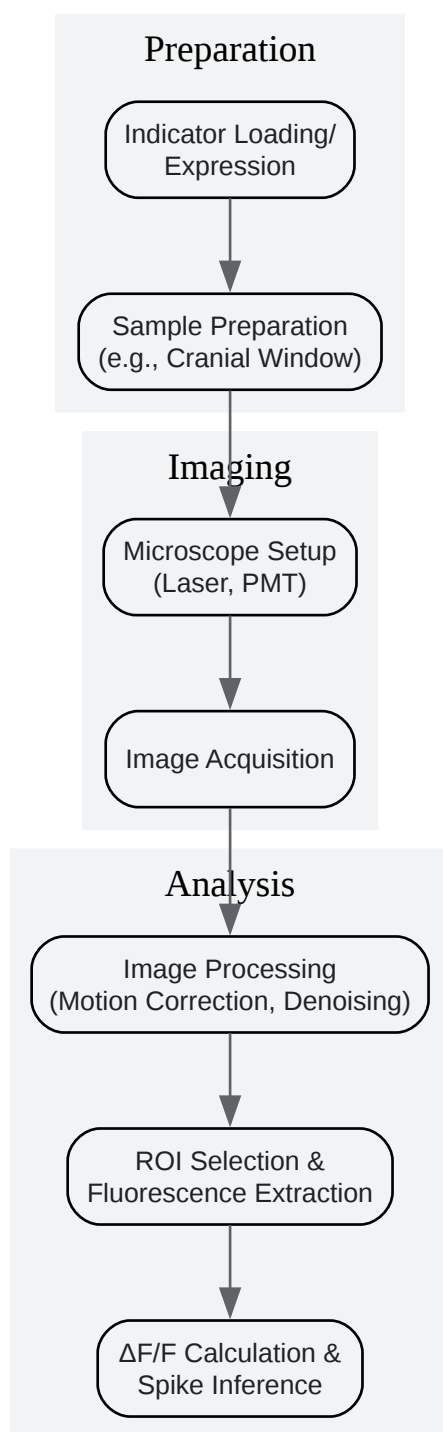 Preparation
Indicator Loading/
Expression
Sample Preparation
(e.g., Cranial Window)
Imaging
Microscope Setup
(Laser, PMT)
Image Acquisition
Analysis
Image Processing
(Motion Correction, Denoising)
ROI Selection &
Fluorescence Extraction
ΔF/F Calculation &
Spike Inference